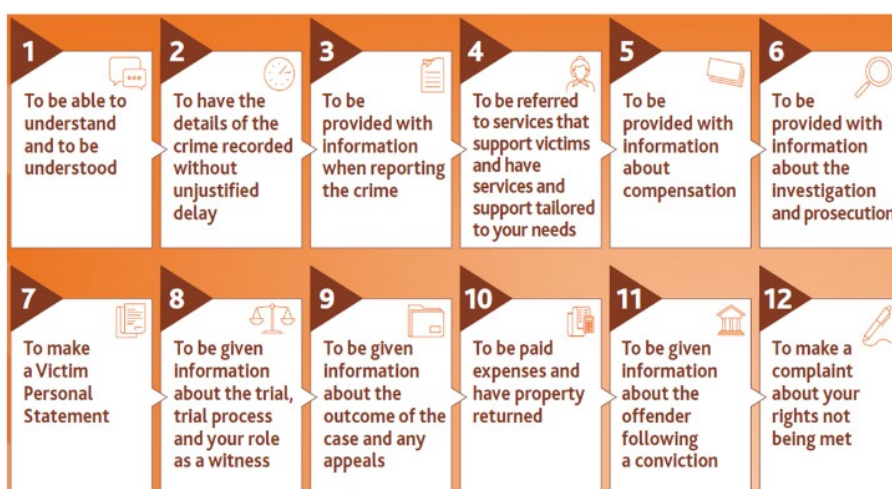 1
To be able to
understand
and to be
understood
2
To have the
details of the
crime recorded
without
unjustified
delay
3
To be
provided with
information
when reporting
the crime
4
To be referred
to services that
support victims
and have
services and
support tailored
to your needs
5
To be
provided with
information
about
compensation
6
To be
provided with
information
about the
investigation
and prosecution
7
To make
a Victim
Personal
Statement
8
To be given
information
about the trial,
trial process
and your role
as a witness
9
To be given
information
about the
outcome of the
case and any
appeals
10
To be paid
expenses and
have property
returned
11
To be given
information
about the
offender
following
a conviction
12
To make a
complaint
about your
rights not
being met